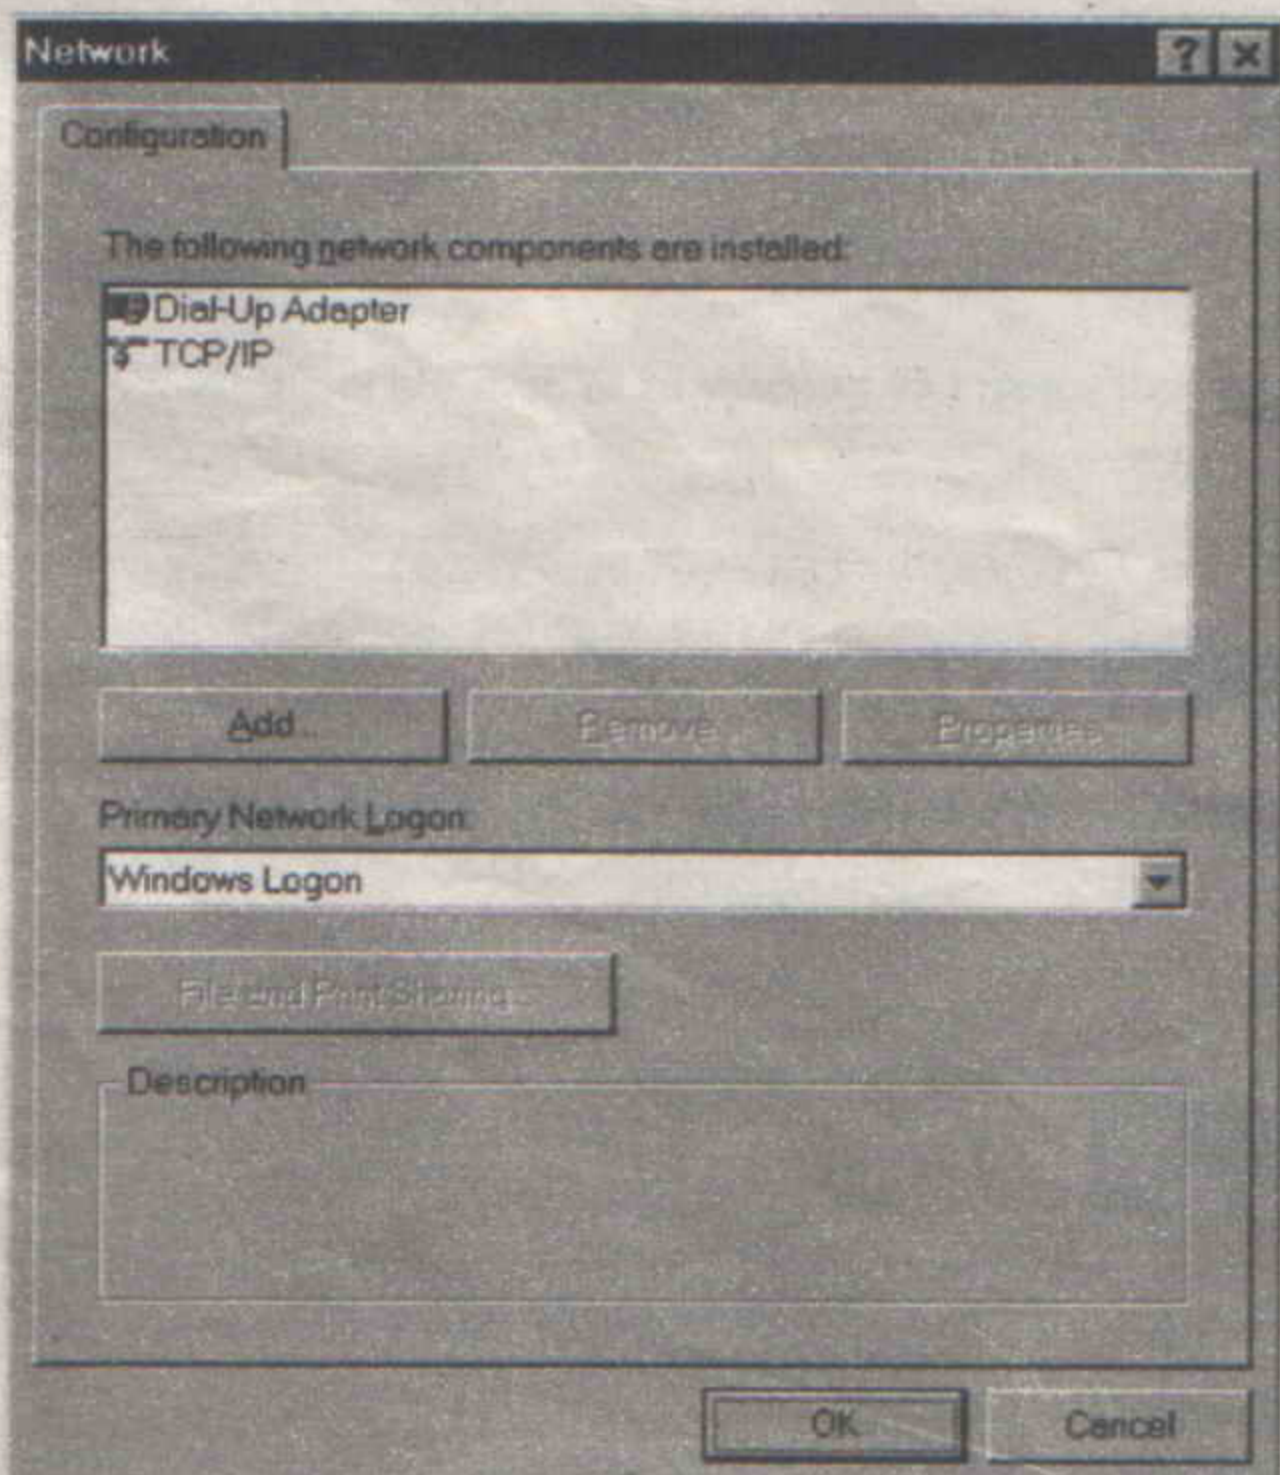 Network
Configuration
The following network components are installed:
Dial-Up Adapter
TCP/IP
Add...
Remove
Properties
Primary Network Logon:
Windows Logon
File and Print Sharing...
Description
OK
Cancel